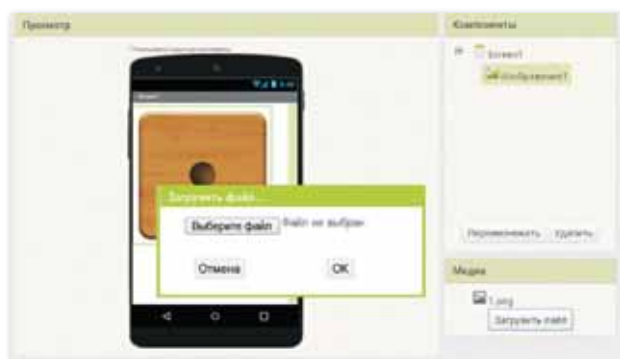 Просмотр
Компоненты
Screen1
Изображение1
Загрузить файл...
Выберите файл Файл не выбран
Отмена OK
Переименовать Удалить
Медиа
1.png
Загрузить файл